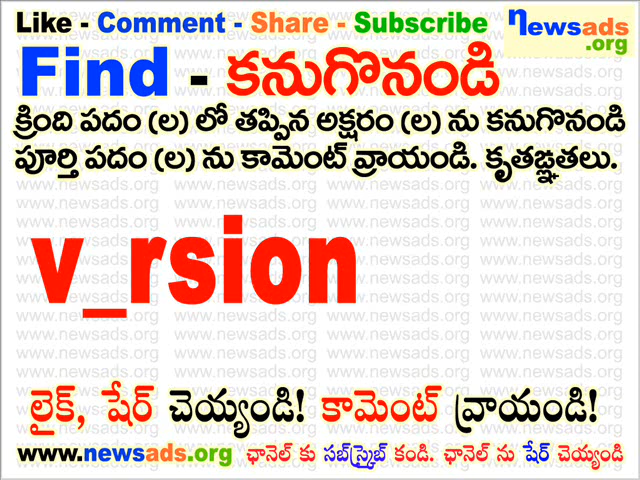 Like - Comment - Share - Subscribe
newsads
.org
Find - కనుగొనండి
క్రింది పదం (ల) లో తప్పిన అక్షరం (ల) ను కనుగొనండి
పూర్తి పదం (ల) ను కామెంట్ వ్రాయండి. కృతజ్ఞతలు.
v_rsion
లైక్, షేర్ చెయ్యండి! కామెంట్ వ్రాయండి!
www.newsads.org ఛానెల్ కు సబ్‌స్క్రైబ్ కండి. ఛానెల్ ను షేర్ చెయ్యండి